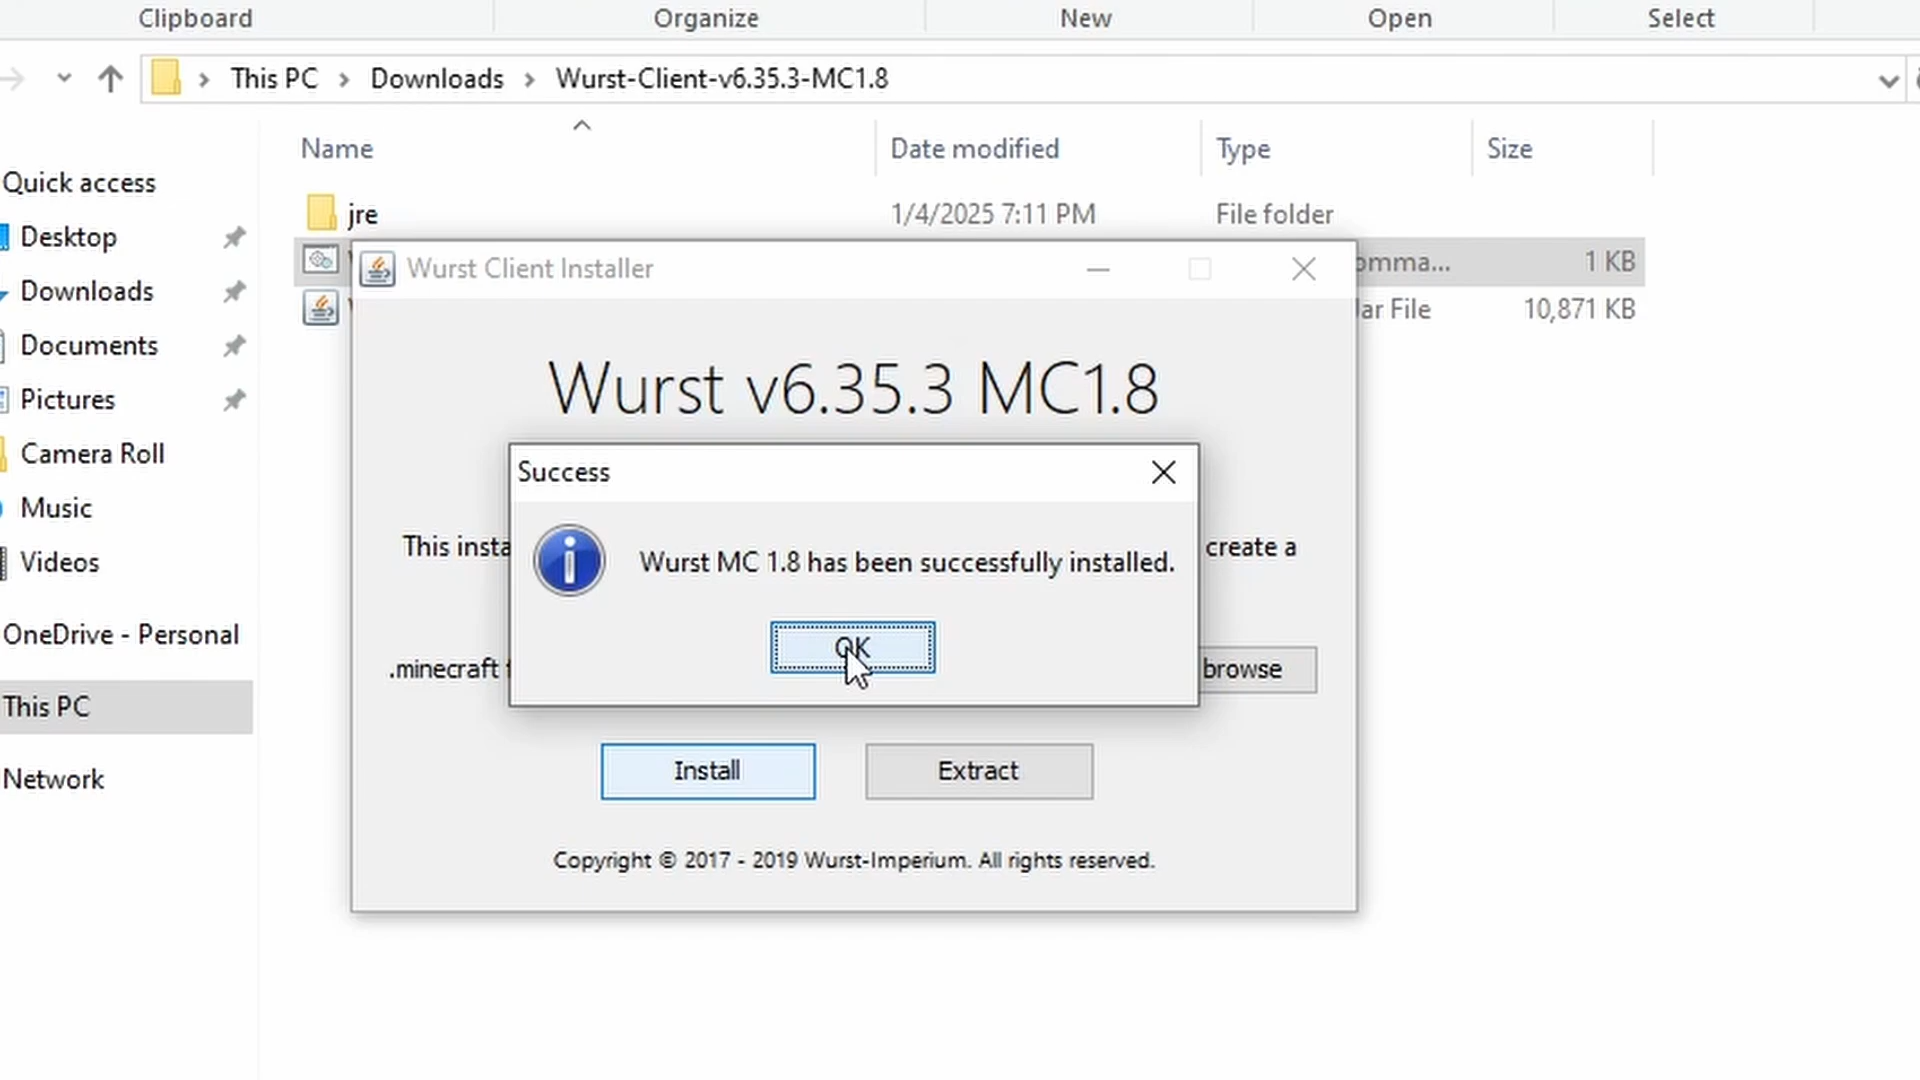 Clipboard Organize New Open Select
This PC Downloads Wurst-Client-v6.35.3-MC1.8
Name Date modified Type Size
Quick access
Desktop
Downloads
Documents
Pictures
Camera Roll
Music
Videos
OneDrive - Personal
This PC
Network
jre 1/4/2025 7:11 PM File folder
omma... 1 KB
Jar File 10,871 KB
Wurst Client Installer
Wurst v6.35.3 MC1.8
This insta create a
.minecraft browse
Success
Wurst MC 1.8 has been successfully installed.
OK
Install Extract
Copyright © 2017 - 2019 Wurst-Imperium. All rights reserved.